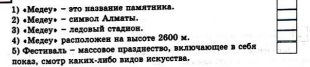 1) «Медеу» – это название памятника.
2) «Медеу» – символ Алматы.
3) «Медеу» – ледовый стадион.
4) «Медеу» расположен на высоте 2600 м.
5) Фестиваль – массовое празднество, включающее в себя
показ, смотр каких-либо видов искусства.